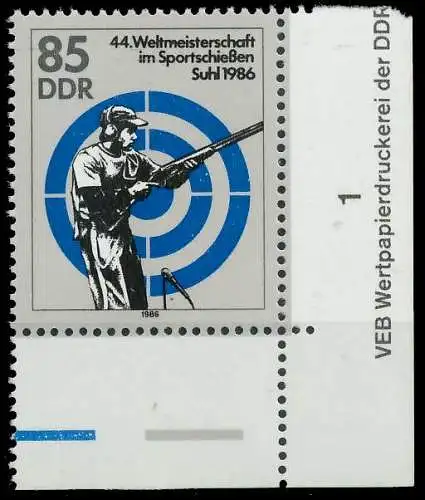 85
DDR
44. Weltmeisterschaft
im Sportschießen
Suhl 1986
1986
1
VEB Wertpapierdruckerei der DDR